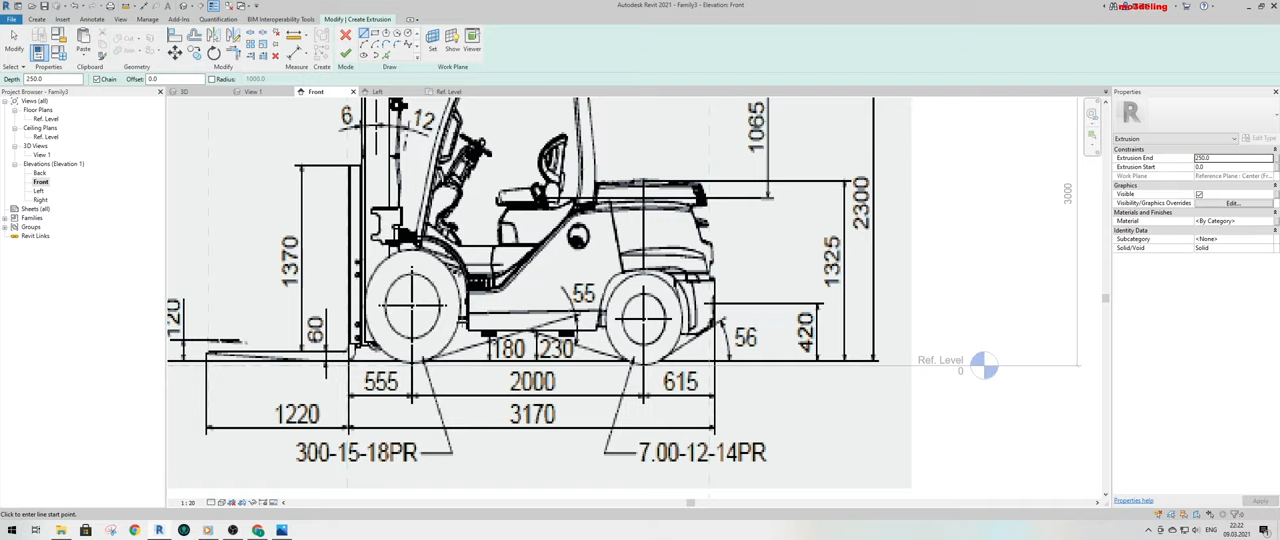 Autodesk Revit 2021 - Family3 - Elevation: Front
mo3deling
File Create Insert Annotate View Manage Add-Ins Quantification BIM Interoperability Tools Modify | Create Extrusion
Modify Paste Cut Join Set Show Viewer
Select Properties Clipboard Geometry Modify Measure Create Mode Draw Work Plane
Depth 250.0 Chain Offset: 0.0 Radius: 1000.0
Project Browser - Family3
Views (all)
Floor Plans
Ref. Level
Ceiling Plans
Ref. Level
3D Views
View 1
Elevations (Elevation 1)
Back
Front
Left
Right
Sheets (all)
Families
Groups
Revit Links
3D View 1 Front Left Ref. Level
6 12 1065
3000
2300
1370 1325
55
120 60 56 420
180 230
Ref. Level
0
555 2000 615
1220 3170
300-15-18PR 7.00-12-14PR
Properties
Extrusion Edit Type
Constraints
Extrusion End 250.0
Extrusion Start 0.0
Work Plane Reference Plane : Center (Fr...
Graphics
Visible
Visibility/Graphics Overrides Edit...
Materials and Finishes
Material <By Category>
Identity Data
Subcategory <None>
Solid/Void Solid
Properties help Apply
1 : 20
Click to enter line start point.
:0
ENG 22:22
09.03.2021